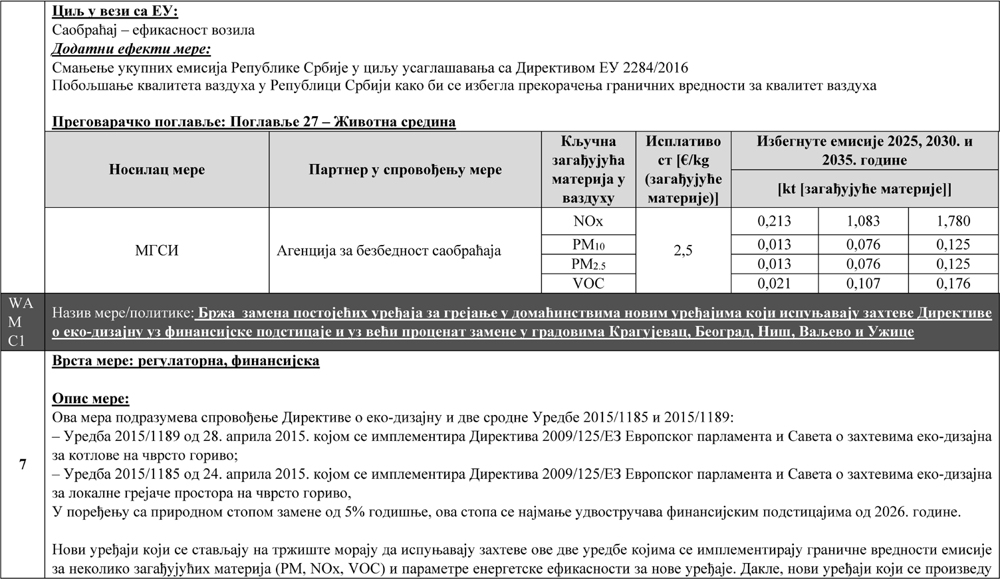 Циљ у вези са ЕУ:
Саобраћај – ефикасност возила
Додатни ефекти мере:
Смањење укупних емисија Републике Србије у циљу усаглашавања са Директивом ЕУ 2284/2016
Побољшање квалитета ваздуха у Републици Србији како би се избегла прекорачења граничних вредности за квалитет ваздуха
Преговарачко поглавље: Поглавље 27 – Животна средина
Носилац мере
Партнер у спровођењу мере
Кључна
загађујућа
материја у
ваздуху
Исплативо
ст [€/kg
(загађујуће
материје)]
Избегнуте емисије 2025, 2030. и
2035. године
[kt [загађујуће материје]]
МГСИ
Агенција за безбедност саобраћаја
NOx
2,5
0,213 1,083 1,780
PM10 0,013 0,076 0,125
PM2.5 0,013 0,076 0,125
VOC 0,021 0,107 0,176
WA
M
C1
Назив мере/политике: Бржа замена постојећих уређаја за грејање у домаћинствима новим уређајима који испуњавају захтеве Директиве
о еко-дизајну уз финансијске подстицаје и уз већи проценат замене у градовима Крагујевац, Београд, Ниш, Ваљево и Ужице
7
Врста мере: регулаторна, финансијска
Опис мере:
Ова мера подразумева спровођење Директиве о еко-дизајну и две сродне Уредбе 2015/1185 и 2015/1189:
– Уредба 2015/1189 од 28. априла 2015. којом се имплементира Директива 2009/125/ЕЗ Европског парламента и Савета о захтевима еко-дизајна
за котлове на чврсто гориво;
– Уредба 2015/1185 од 24. априла 2015. којом се имплементира Директива 2009/125/ЕЗ Европског парламента и Савета о захтевима еко-дизајна
за локалне грејаче простора на чврсто гориво,
У поређењу са природном стопом замене од 5% годишње, ова стопа се најмање удвостручава финансијским подстицајима од 2026. године.
Нови уређаји који се стављају на тржиште морају да испуњавају захтеве ове две уредбе којима се имплементирају граничне вредности емисије
за неколико загађујућих материја (PM, NOx, VOC) и параметре енергетске ефикасности за нове уређаје. Дакле, нови уређаји који се произведу